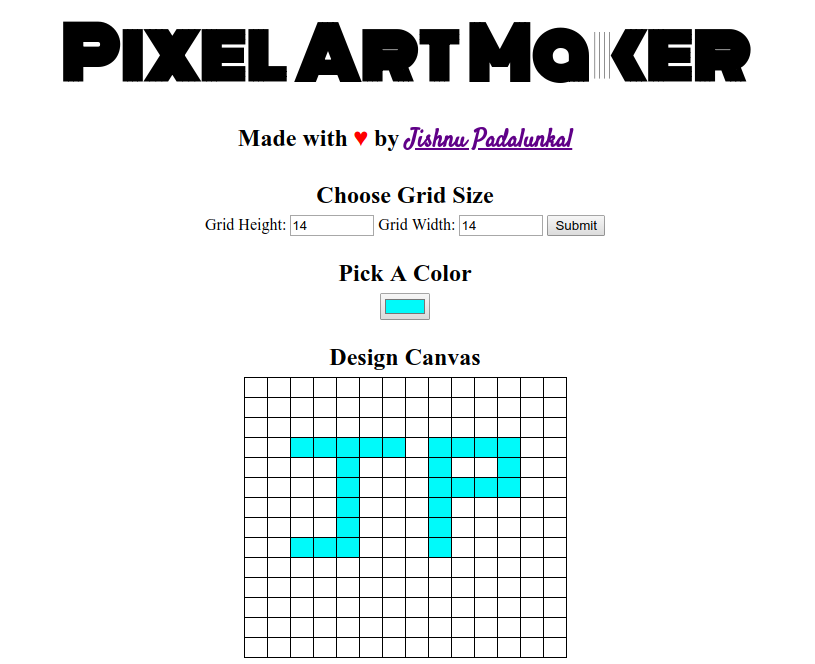 PIXEL ART MaKER
Made with ♥ by Jishnu Padalunkal
Choose Grid Size
Grid Height: 14 Grid Width: 14 Submit
Pick A Color
Design Canvas
JP